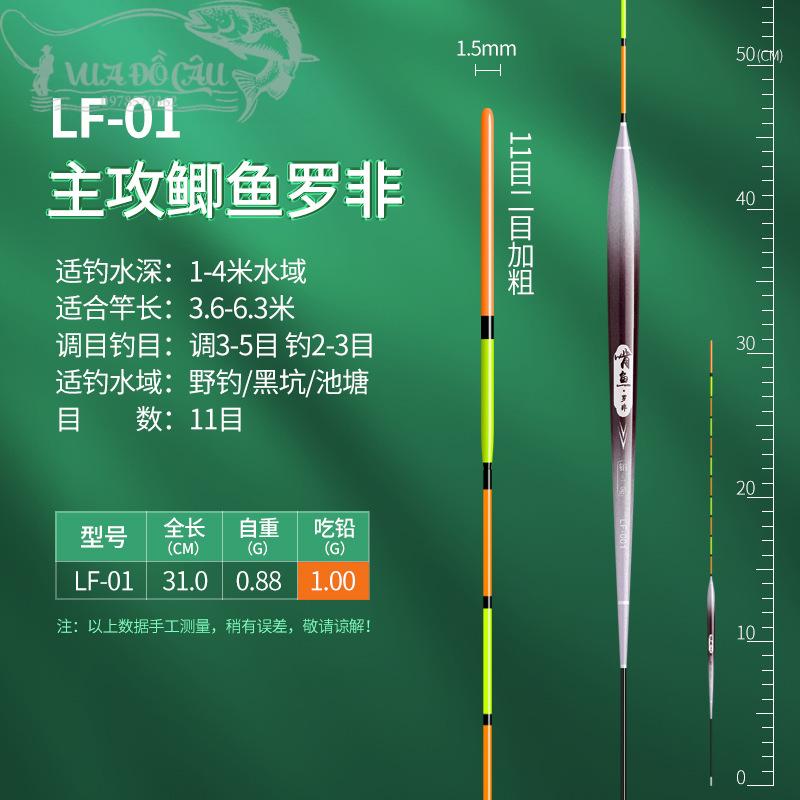 VUA ĐỒ CÂU
LF-01
主攻鲫鱼罗非
适钓水深：1-4米水域
适合竿长：3.6-6.3米
调目钓目：调3-5目 钓2-3目
适钓水域：野钓/黑坑/池塘
目　　数：11目
型号 全长(CM) 自重(G) 吃铅(G)
LF-01 31.0 0.88 1.00
注：以上数据手工测量，稍有误差，敬请谅解！
1.5mm
11目二目加粗
罗非
50(CM)
40
30
20
10
0